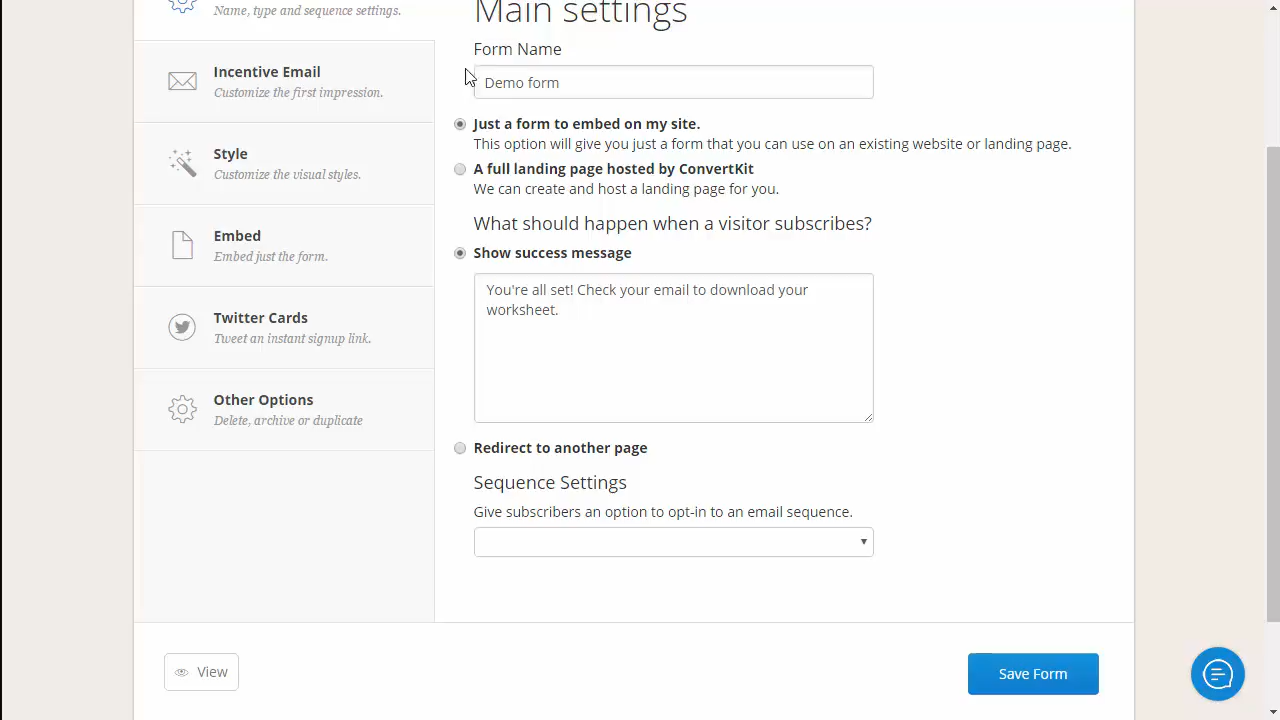 Name, type and sequence settings.
Incentive Email
Customize the first impression.
Style
Customize the visual styles.
Embed
Embed just the form.
Twitter Cards
Tweet an instant signup link.
Other Options
Delete, archive or duplicate
Main settings
Form Name
Demo form
Just a form to embed on my site.
This option will give you just a form that you can use on an existing website or landing page.
A full landing page hosted by ConvertKit
We can create and host a landing page for you.
What should happen when a visitor subscribes?
Show success message
You're all set! Check your email to download your
worksheet.
Redirect to another page
Sequence Settings
Give subscribers an option to opt-in to an email sequence.
View
Save Form